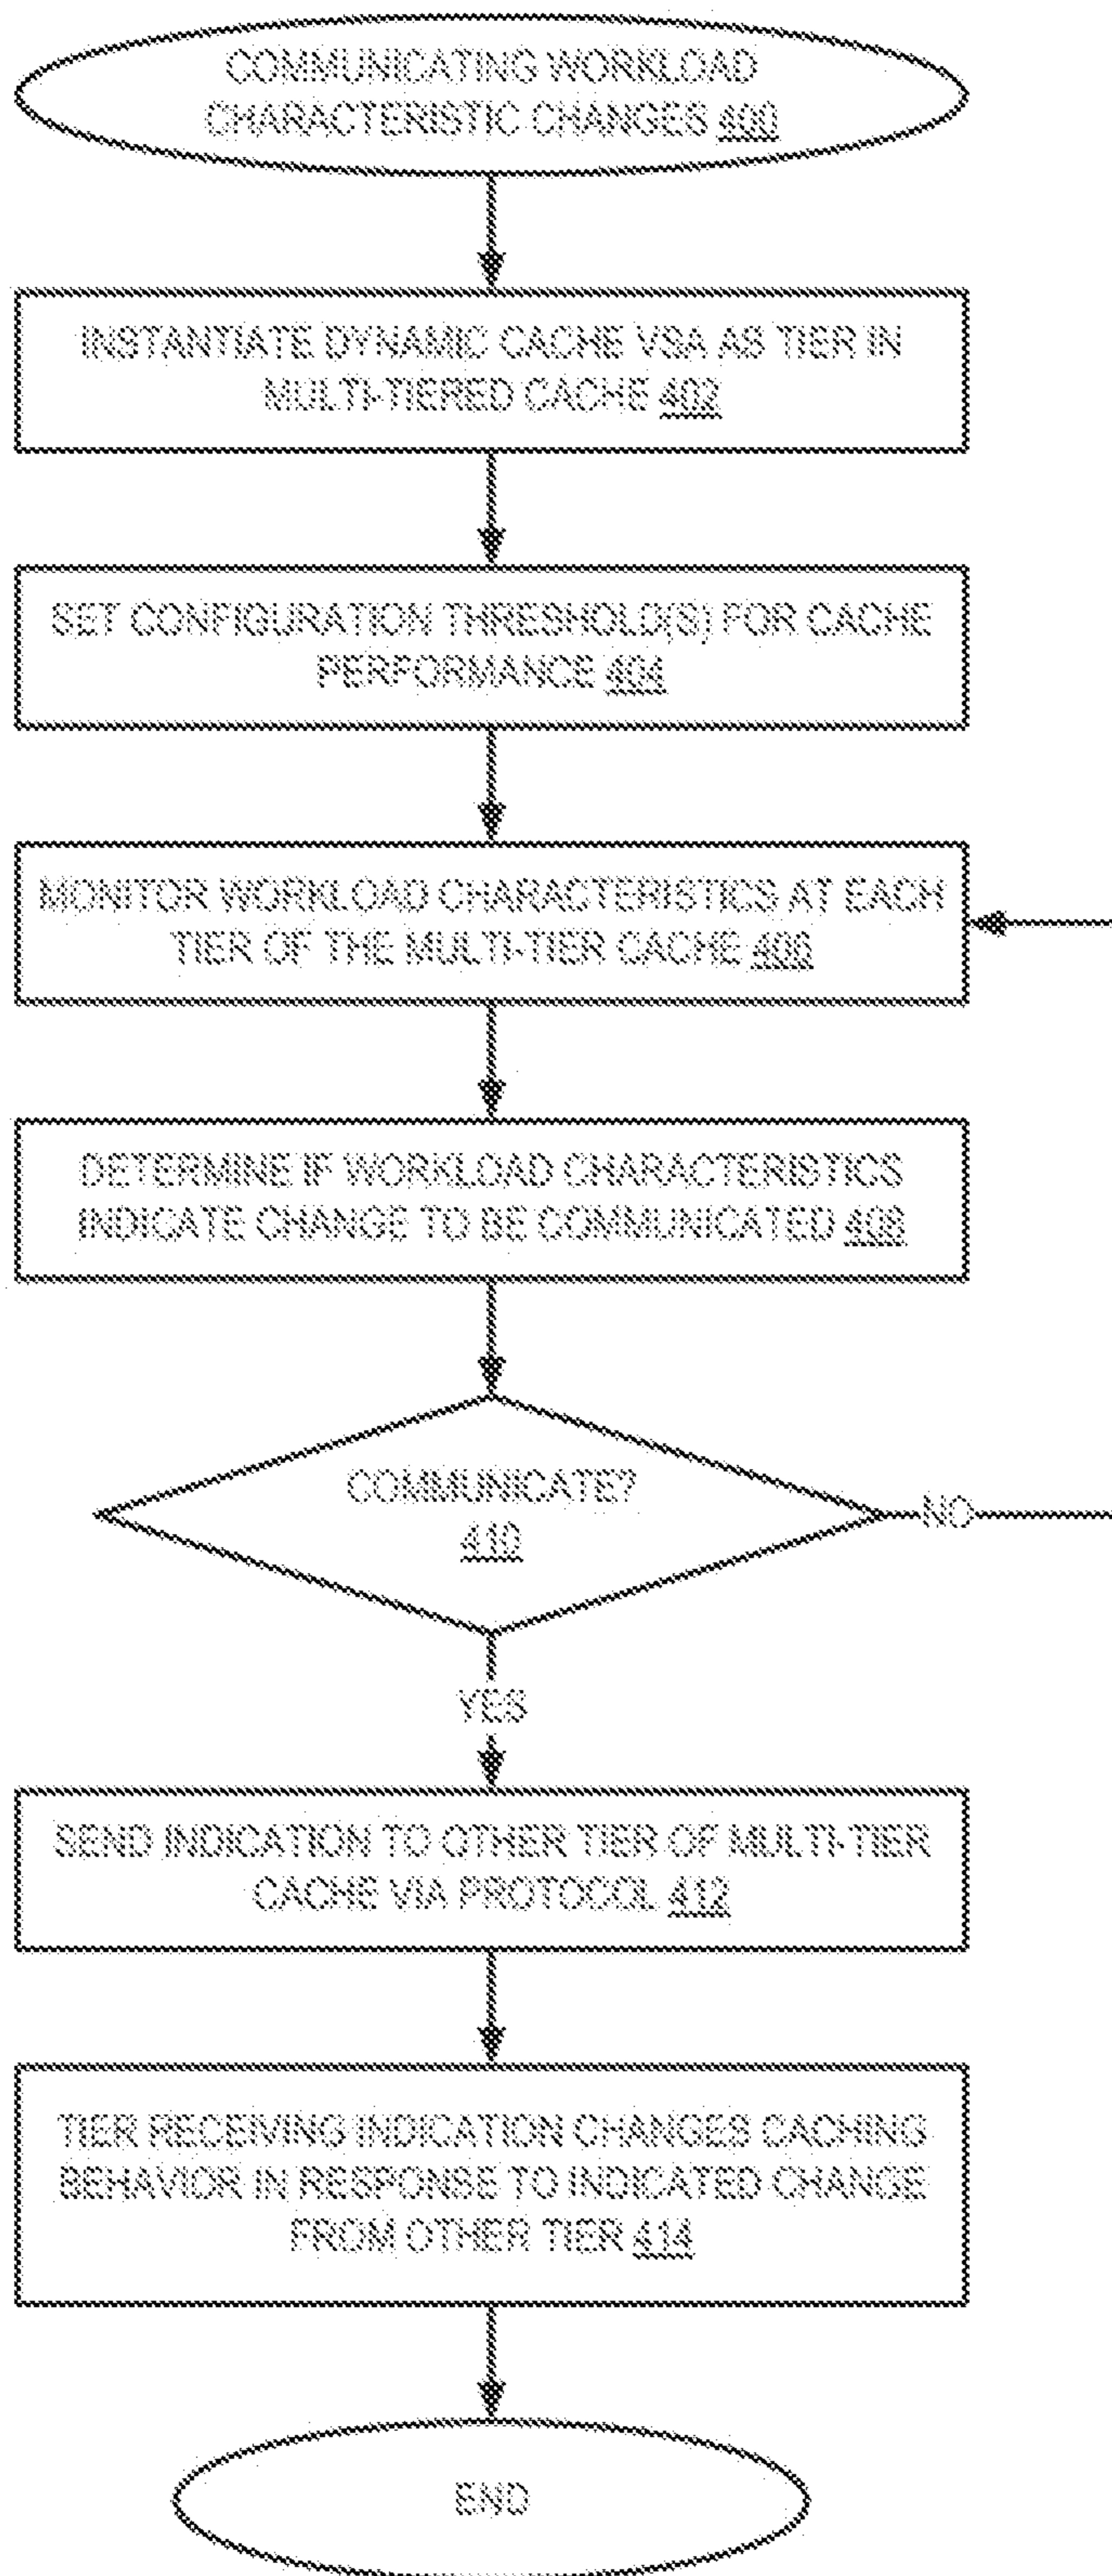 COMMUNICATING WORKLOAD
CHARACTERISTIC CHANGES 400
INSTANTIATE DYNAMIC CACHE VSA AS TIER IN
MULTI-TIERED CACHE 402
SET CONFIGURATION THRESHOLD(S) FOR CACHE
PERFORMANCE 404
MONITOR WORKLOAD CHARACTERISTICS AT EACH
TIER OF THE MULTI-TIER CACHE 406
DETERMINE IF WORKLOAD CHARACTERISTICS
INDICATE CHANGE TO BE COMMUNICATED 408
COMMUNICATE?
410
NO
YES
SEND INDICATION TO OTHER TIER OF MULTI-TIER
CACHE VIA PROTOCOL 412
TIER RECEIVING INDICATION CHANGES CACHING
BEHAVIOR IN RESPONSE TO INDICATED CHANGE
FROM OTHER TIER 414
END